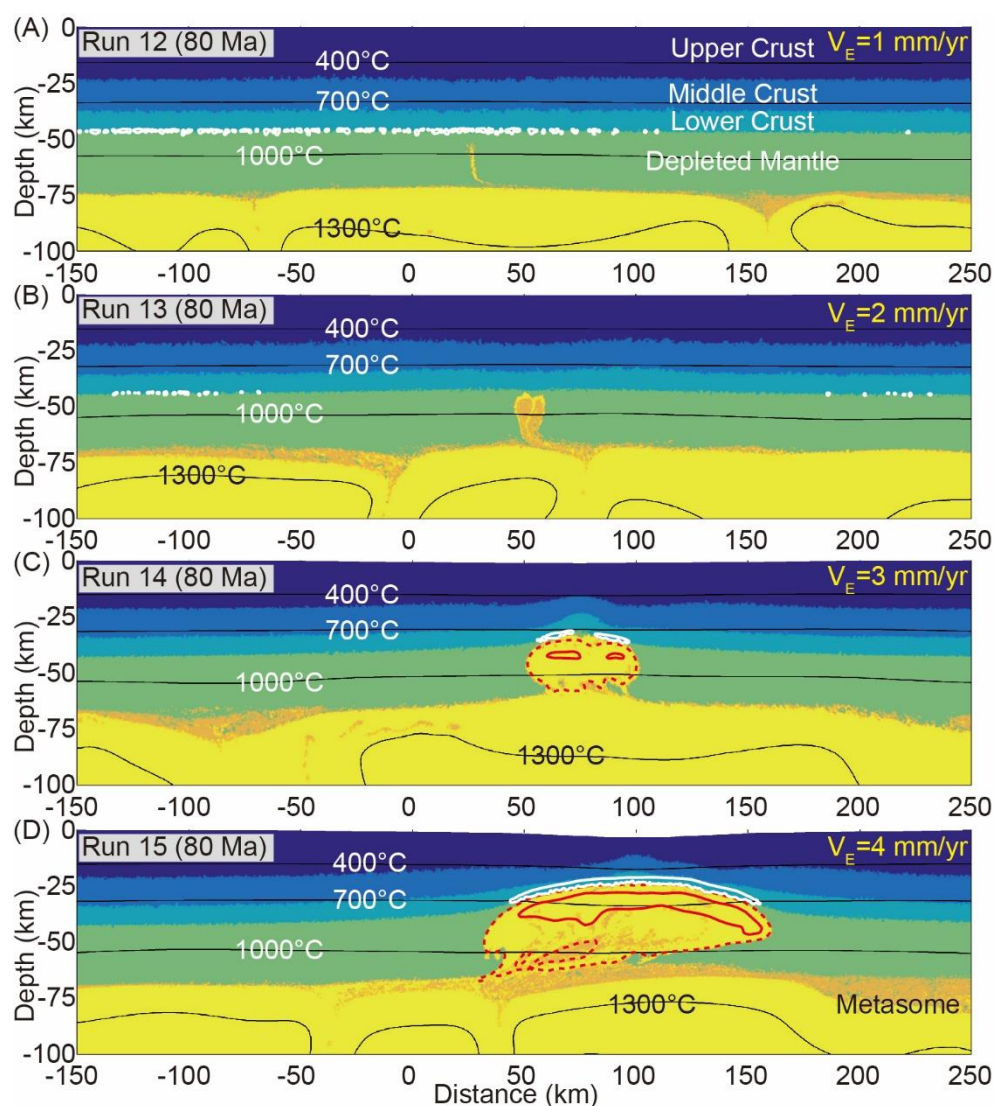 (A) 0 Run 12 (80 Ma) Upper Crust V_E=1 mm/yr
400°C
-25
700°C Middle Crust
Lower Crust
-50
1000°C Depleted Mantle
-75
1300°C
-100
Depth (km)
-150 -100 -50 0 50 100 150 200 250
(B) 0 Run 13 (80 Ma) V_E=2 mm/yr
400°C
-25
700°C
-50
1000°C
-75
1300°C
-100
Depth (km)
-150 -100 -50 0 50 100 150 200 250
(C) 0 Run 14 (80 Ma) V_E=3 mm/yr
400°C
-25
700°C
-50
1000°C
-75
1300°C
-100
Depth (km)
-150 -100 -50 0 50 100 150 200 250
(D) 0 Run 15 (80 Ma) V_E=4 mm/yr
400°C
-25
700°C
-50
1000°C
-75
1300°C Metasome
-100
Depth (km)
-150 -100 -50 0 50 100 150 200 250
Distance (km)